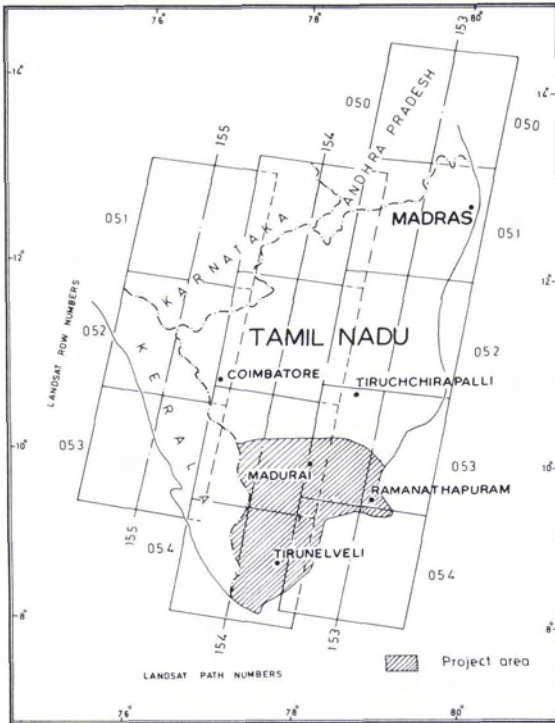 76°
78°
80°
153
14°
14°
050
050
155
154
ANDHRA PRADESH
051
MADRAS
051
KARNATAKA
12°
12°
LANDSAT ROW NUMBERS
052
KERALA
TAMIL NADU
052
COIMBATORE
TIRUCHCHIRAPALLI
10°
10°
053
053
MADURAI
RAMANATHAPURAM
155
054
TIRUNELVELI
054
8°
8°
154
153
Project area
LANDSAT PATH NUMBERS
76°
78°
80°